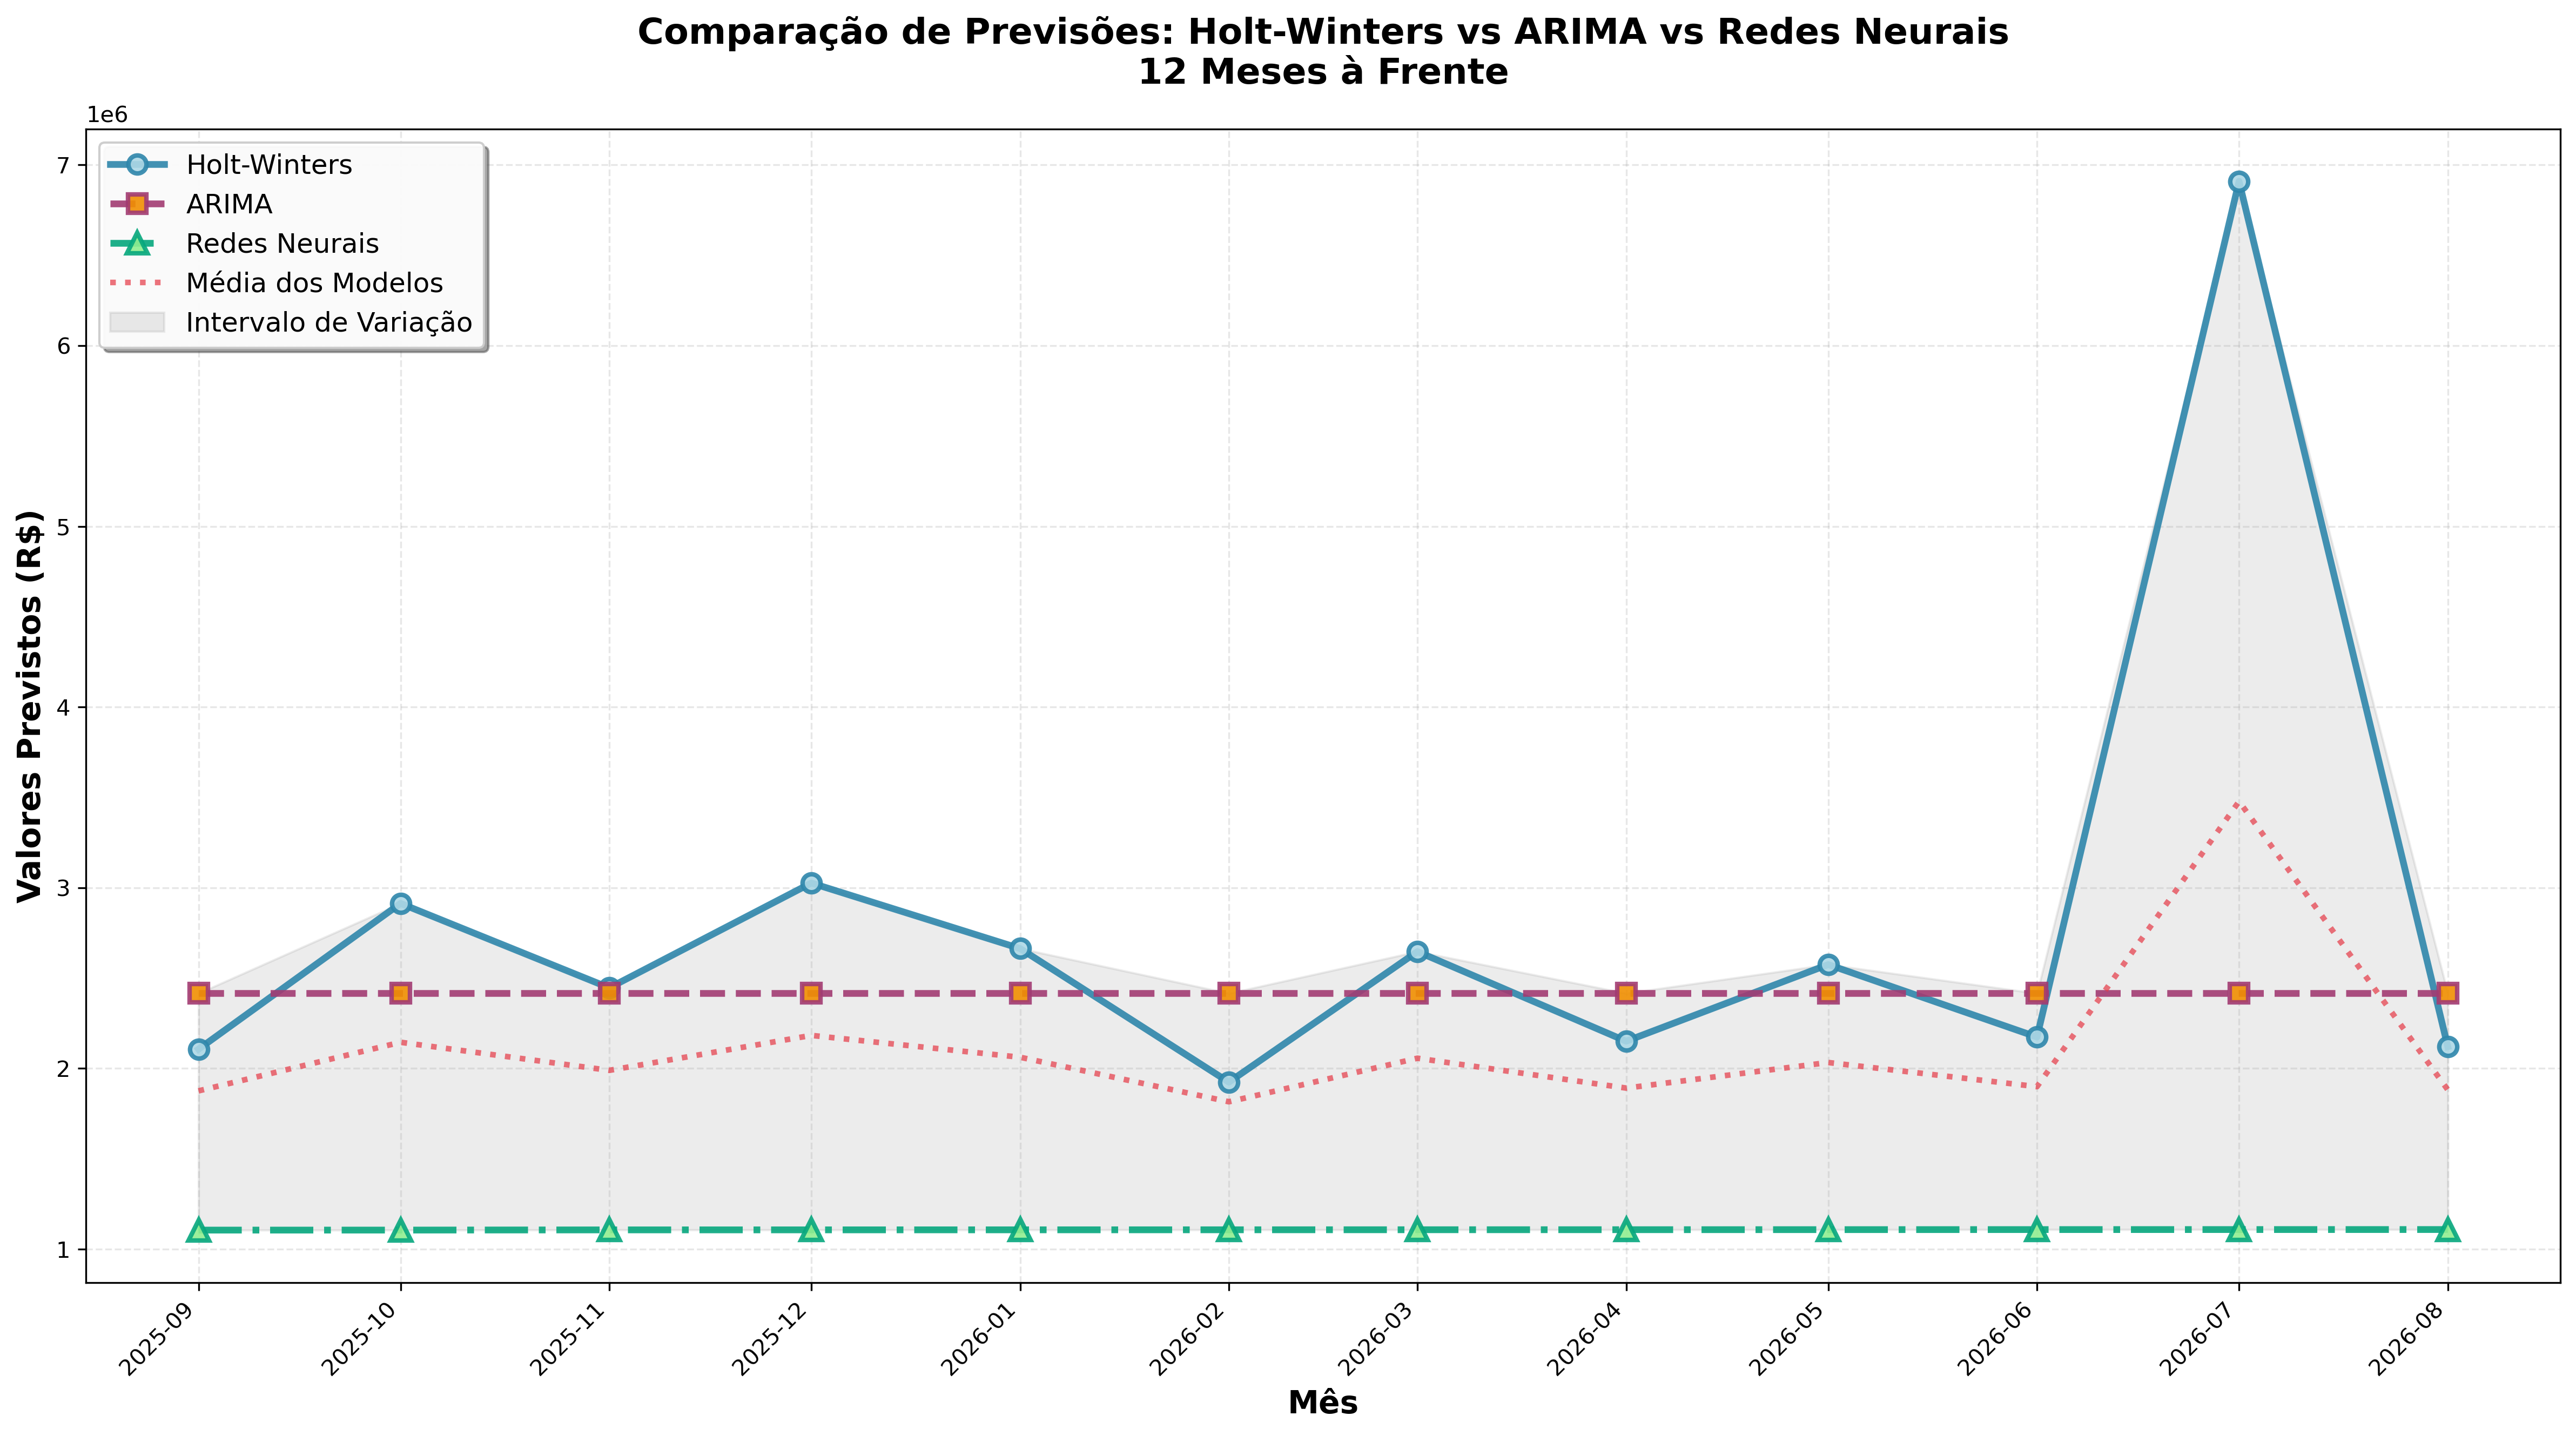 Comparação de Previsões: Holt-Winters vs ARIMA vs Redes Neurais
12 Meses à Frente
1e6
Holt-Winters
ARIMA
Redes Neurais
Média dos Modelos
Intervalo de Variação
7
6
5
4
3
2
1
Valores Previstos (R$)
2025-09
2025-10
2025-11
2025-12
2026-01
2026-02
2026-03
2026-04
2026-05
2026-06
2026-07
2026-08
Mês